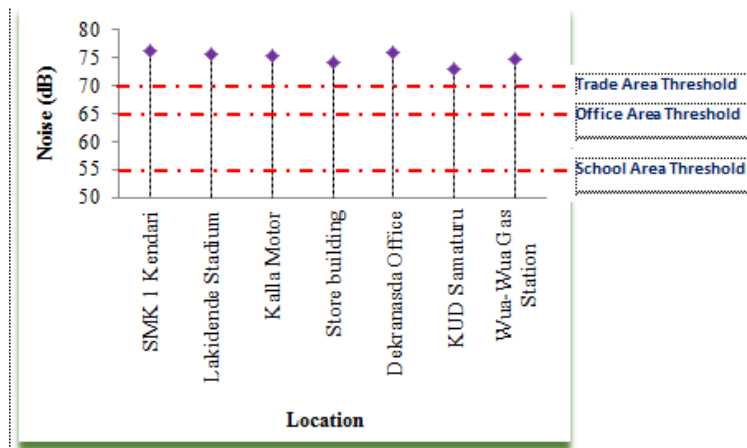 80
75
70
65
60
55
50
Noise (dB)
Trade Area Threshold
Office Area Threshold
School Area Threshold
SMK 1 Kendari
Lakidende Stadium
Kalla Motor
Store building
Dekranasda Office
KUD Samaturu
Wua-Wua Gas
Station
Location